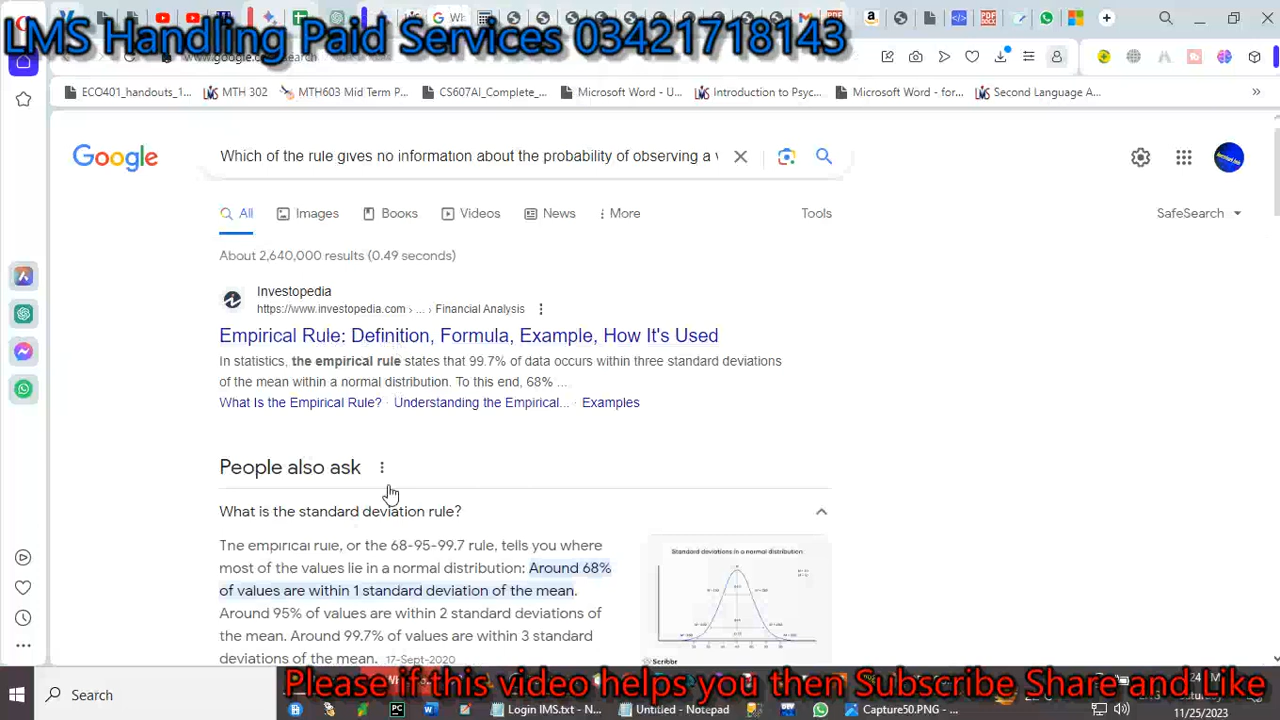 LMS Handling Paid Services 03421718143
ECO401_handouts_1...
MTH 302
MTH603 Mid Term P...
CS607AI_Complete_...
Microsoft Word - U...
Introduction to Psyc...
Microsoft Word - for...
Second Language A...
»
Google
Which of the rule gives no information about the probability of observing a v
All
Images
Books
Videos
News
More
Tools
SafeSearch
About 2,640,000 results (0.49 seconds)
Investopedia
https://www.investopedia.com › ... › Financial Analysis
Empirical Rule: Definition, Formula, Example, How It's Used
In statistics, the empirical rule states that 99.7% of data occurs within three standard deviations
of the mean within a normal distribution. To this end, 68% ...
What Is the Empirical Rule? · Understanding the Empirical... · Examples
People also ask
What is the standard deviation rule?
The empirical rule, or the 68-95-99.7 rule, tells you where
most of the values lie in a normal distribution: Around 68%
of values are within 1 standard deviation of the mean.
Around 95% of values are within 2 standard deviations of
the mean. Around 99.7% of values are within 3 standard
deviations of the mean. 17-Sept-2020
Standard deviations in a normal distribution
Scribbr
Please if this video helps you then Subscribe Share and Like
Search
Login IMS.txt - N...
Untitled - Notepad
Capture50.PNG - ...
11/25/2023